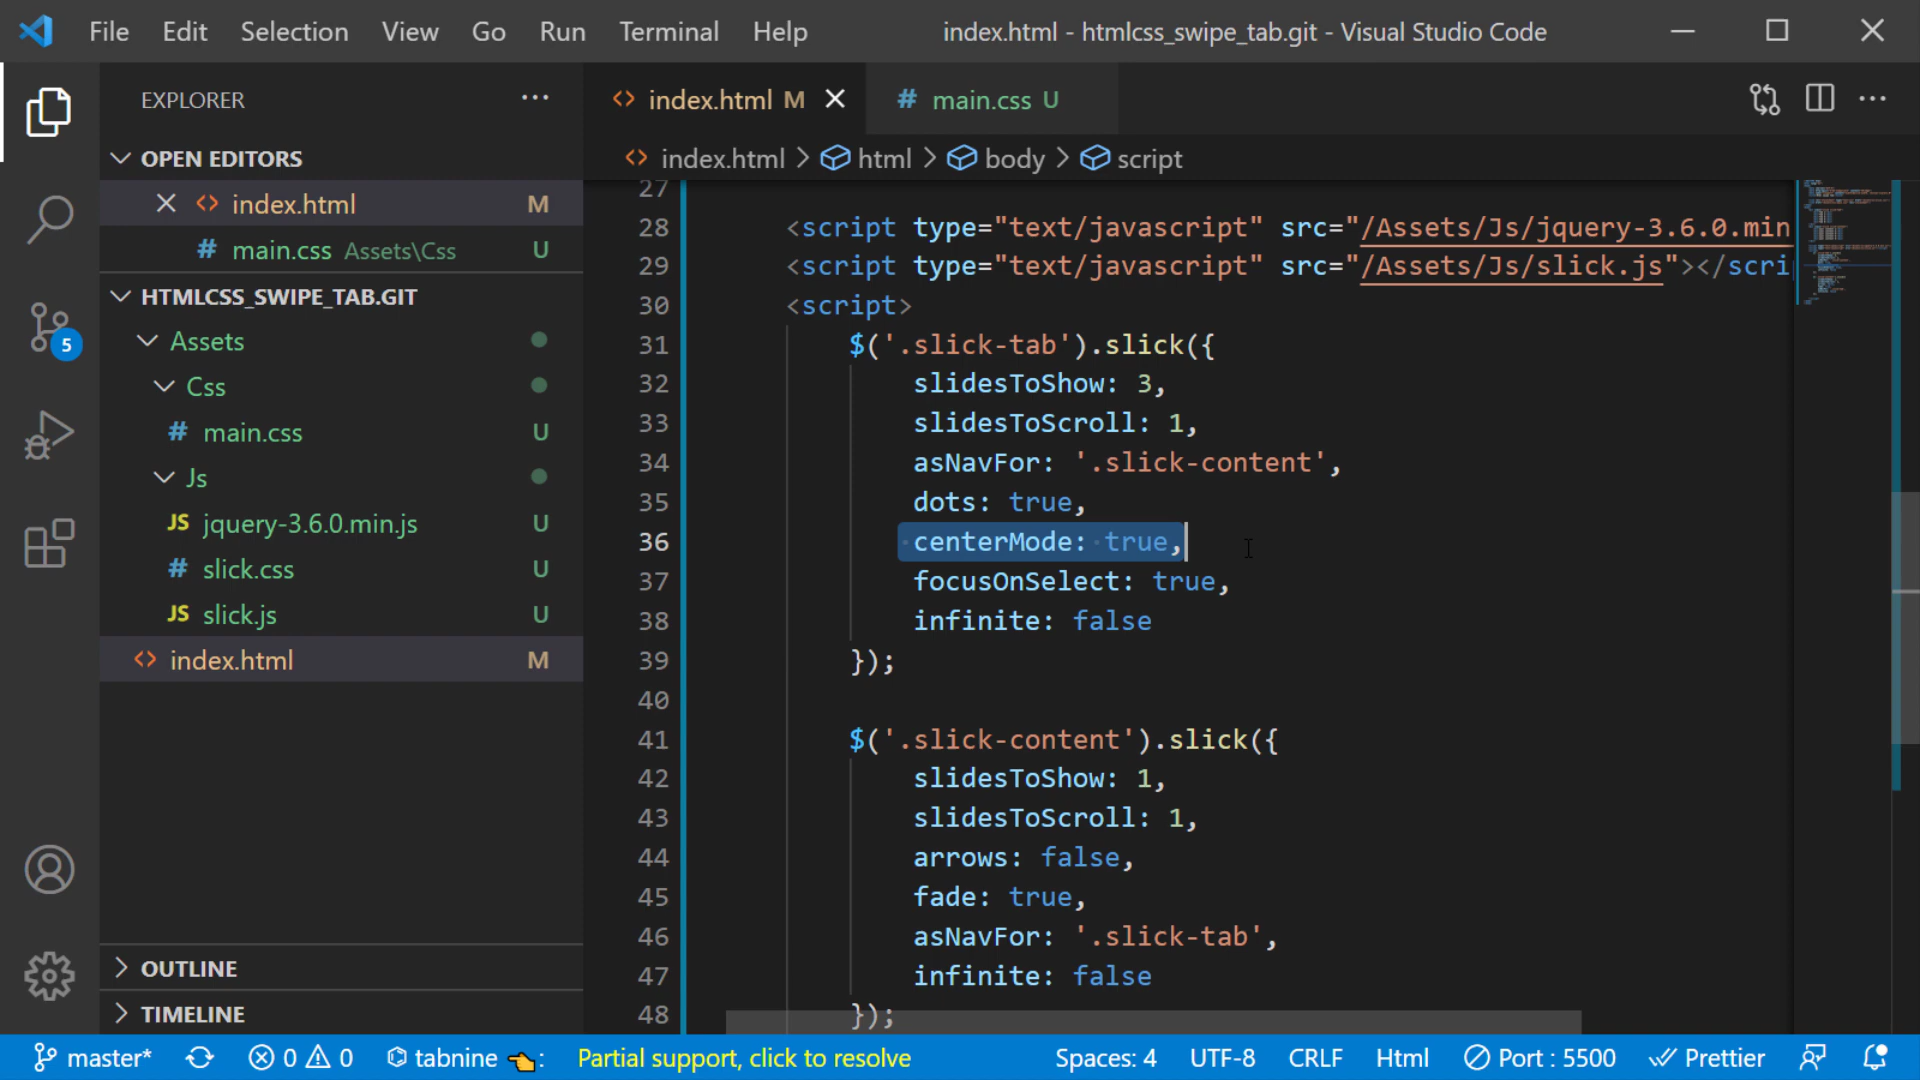 File Edit Selection View Go Run Terminal Help index.html - htmlcss_swipe_tab.git - Visual Studio Code
EXPLORER
index.html M
main.css U
index.html > html > body > script
OPEN EDITORS
index.html M
main.css Assets\Css U
HTMLCSS_SWIPE_TAB.GIT
Assets
Css
main.css U
Js
jquery-3.6.0.min.js U
slick.css U
slick.js U
index.html M
OUTLINE
TIMELINE
5
27
28 <script type="text/javascript" src="/Assets/Js/jquery-3.6.0.min
29 <script type="text/javascript" src="/Assets/Js/slick.js"></scri
30 <script>
31 $('.slick-tab').slick({
32 slidesToShow: 3,
33 slidesToScroll: 1,
34 asNavFor: '.slick-content',
35 dots: true,
36 centerMode: true,
37 focusOnSelect: true,
38 infinite: false
39 });
40
41 $('.slick-content').slick({
42 slidesToShow: 1,
43 slidesToScroll: 1,
44 arrows: false,
45 fade: true,
46 asNavFor: '.slick-tab',
47 infinite: false
48 });
master* 0 0 tabnine 👈: Partial support, click to resolve Spaces: 4 UTF-8 CRLF Html Port : 5500 Prettier